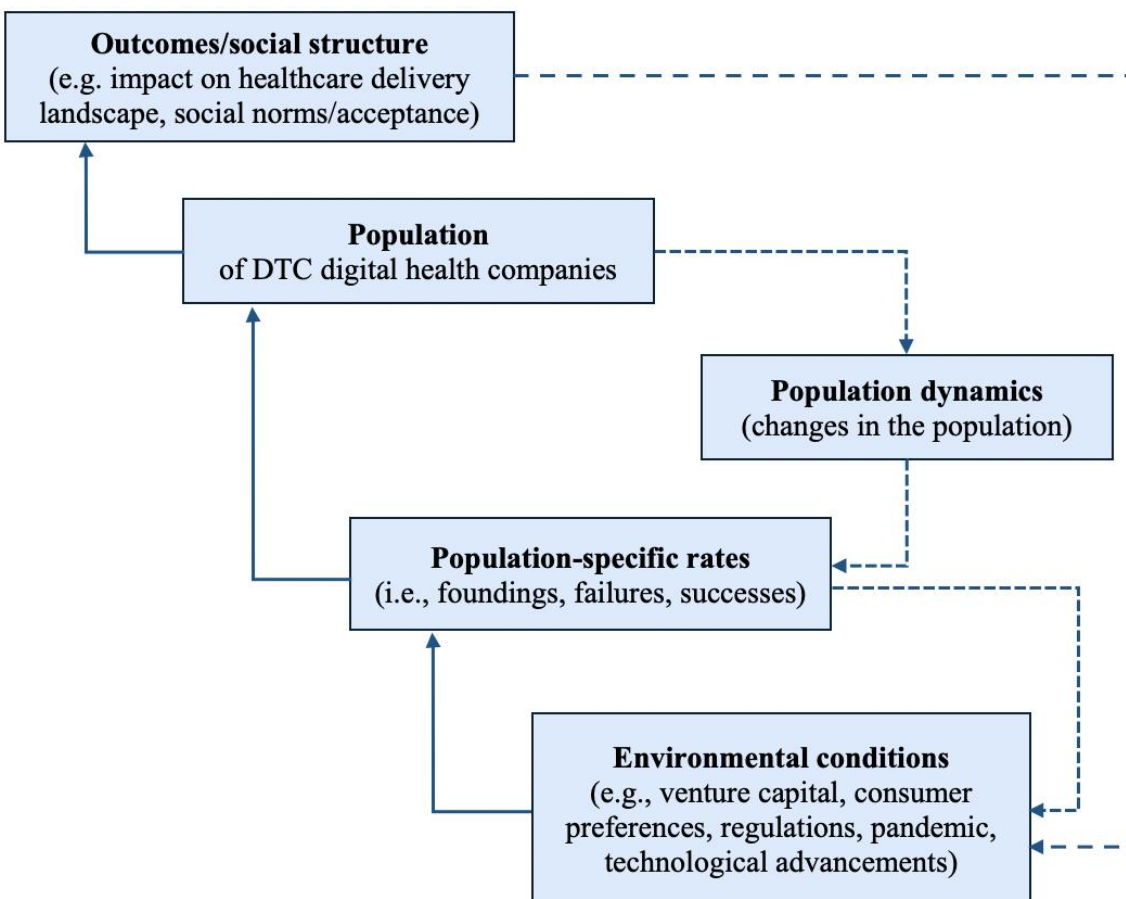 Outcomes/social structure
(e.g. impact on healthcare delivery
landscape, social norms/acceptance)
Population
of DTC digital health companies
Population dynamics
(changes in the population)
Population-specific rates
(i.e., foundings, failures, successes)
Environmental conditions
(e.g., venture capital, consumer
preferences, regulations, pandemic,
technological advancements)